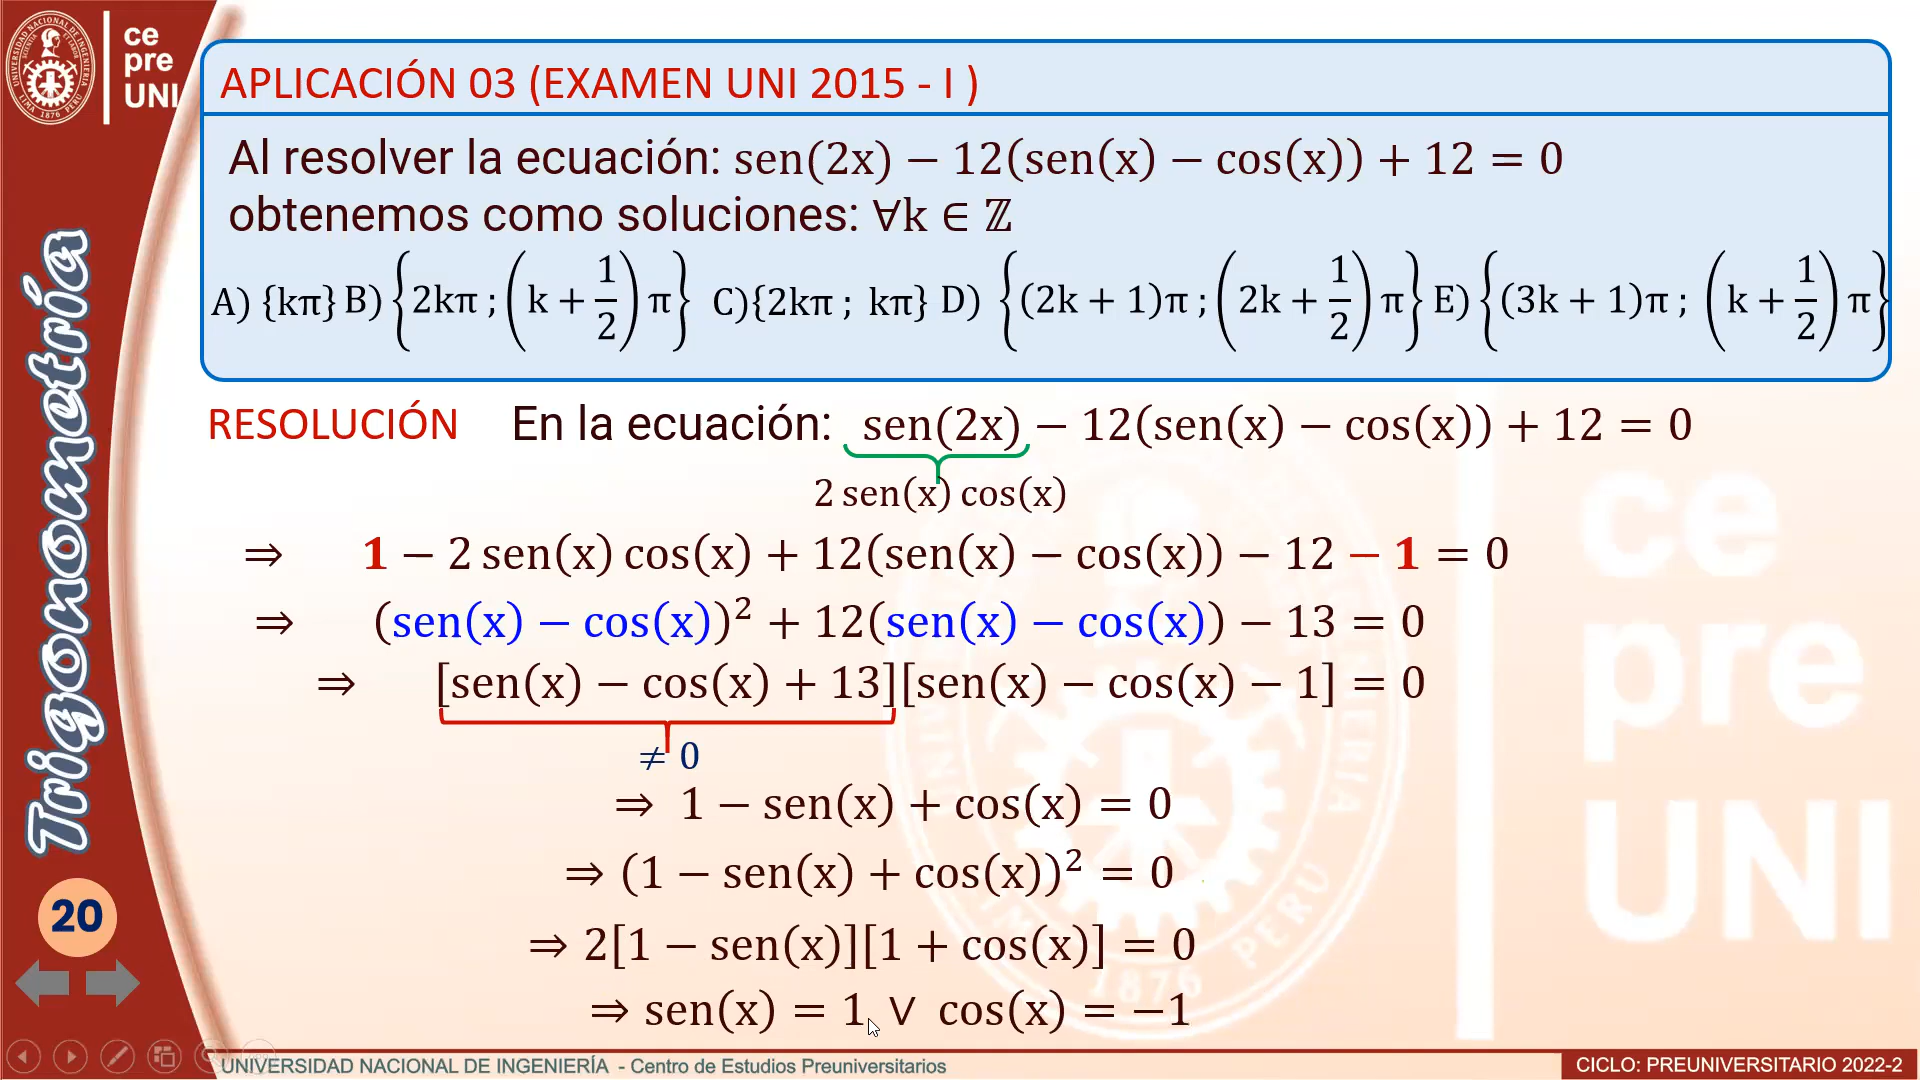 ce
pre
UNI
APLICACIÓN 03 (EXAMEN UNI 2015 - I )
Al resolver la ecuación: sen(2x) − 12(sen(x) − cos(x)) + 12 = 0
obtenemos como soluciones: ∀k ∈ ℤ
A) {kπ} B) {2kπ ; (k + 1/2) π} C){2kπ ; kπ} D) {(2k + 1)π ; (2k + 1/2) π} E) {(3k + 1)π ; (k + 1/2) π}
RESOLUCIÓN En la ecuación: sen(2x) − 12(sen(x) − cos(x)) + 12 = 0
2 sen(x) cos(x)
⇒ 1 − 2 sen(x) cos(x) + 12(sen(x) − cos(x)) − 12 − 1 = 0
⇒ (sen(x) − cos(x))² + 12(sen(x) − cos(x)) − 13 = 0
⇒ [sen(x) − cos(x) + 13][sen(x) − cos(x) − 1] = 0
≠ 0
⇒ 1 − sen(x) + cos(x) = 0
⇒ (1 − sen(x) + cos(x))² = 0
⇒ 2[1 − sen(x)][1 + cos(x)] = 0
⇒ sen(x) = 1 ∨ cos(x) = −1
Trigonometría
20
ce
pre
UNI
1876
PERU
UNIVERSIDAD NACIONAL DE INGENIERÍA - Centro de Estudios Preuniversitarios
CICLO: PREUNIVERSITARIO 2022-2